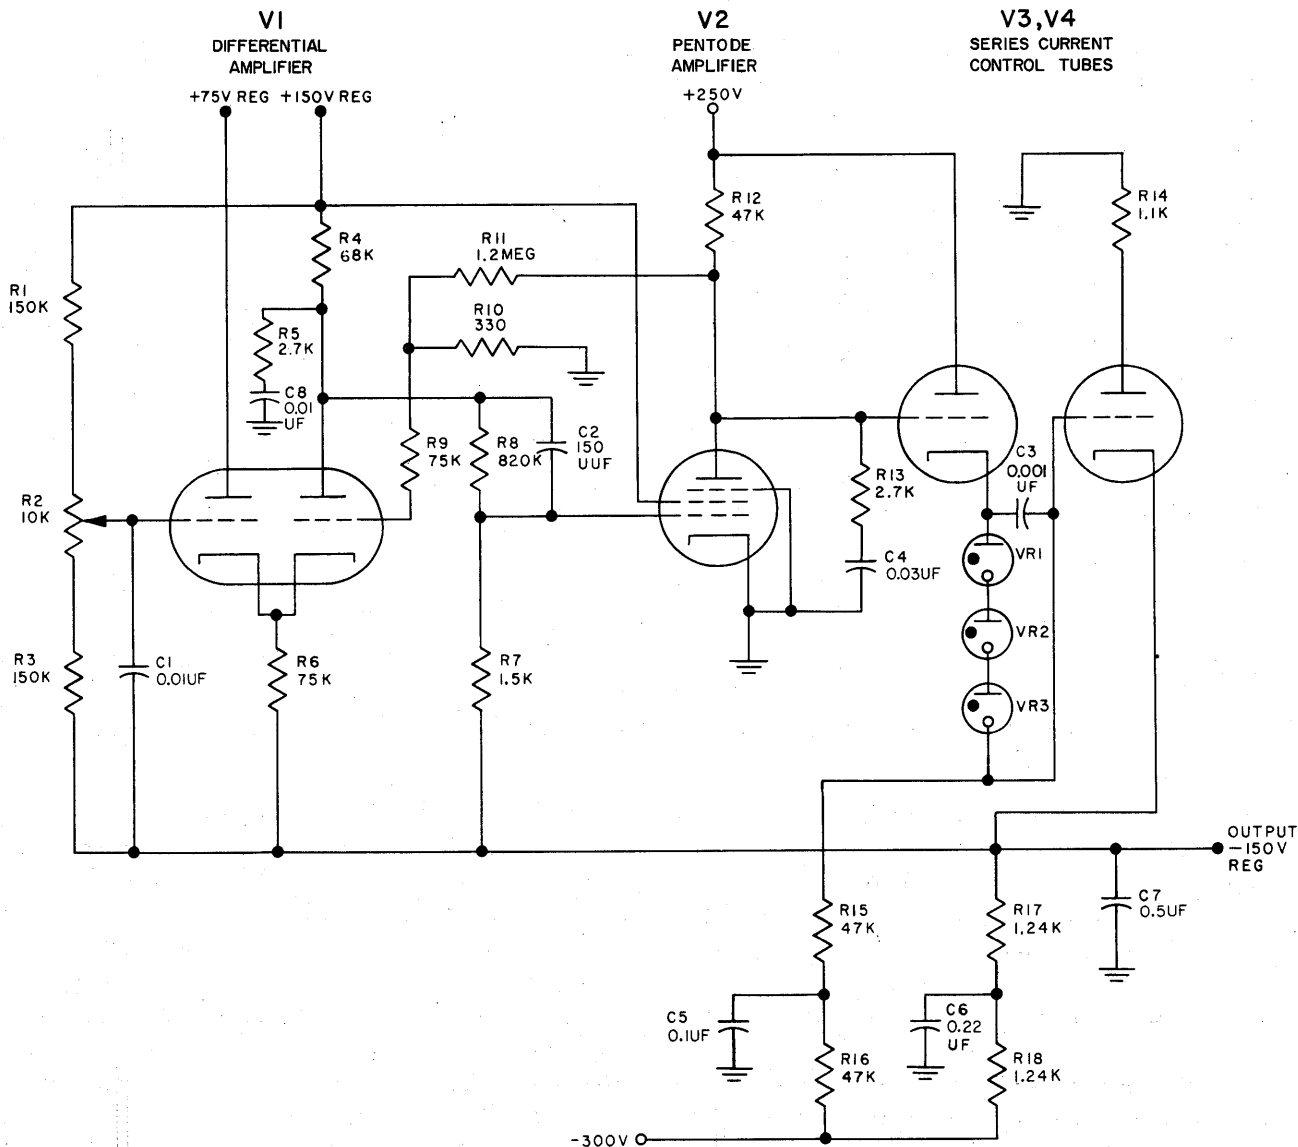 V1
DIFFERENTIAL
AMPLIFIER
+75V REG +150V REG
V2
PENTODE
AMPLIFIER
+250V
V3,V4
SERIES CURRENT
CONTROL TUBES
R12
47K
R14
1.1K
R4
68K
R11
1.2MEG
R1
150K
R10
330
R5
2.7K
C8
0.01
UF
R9
75K
R8
820K
C2
150
UUF
R13
2.7K
C3
0.001
UF
R2
10K
C4
0.03UF
VR1
VR2
VR3
R3
150K
C1
0.01UF
R6
75K
R7
1.5K
OUTPUT
-150V
REG
R15
47K
R17
1.24K
C7
0.5UF
C5
0.1UF
C6
0.22
UF
R16
47K
R18
1.24K
-300V